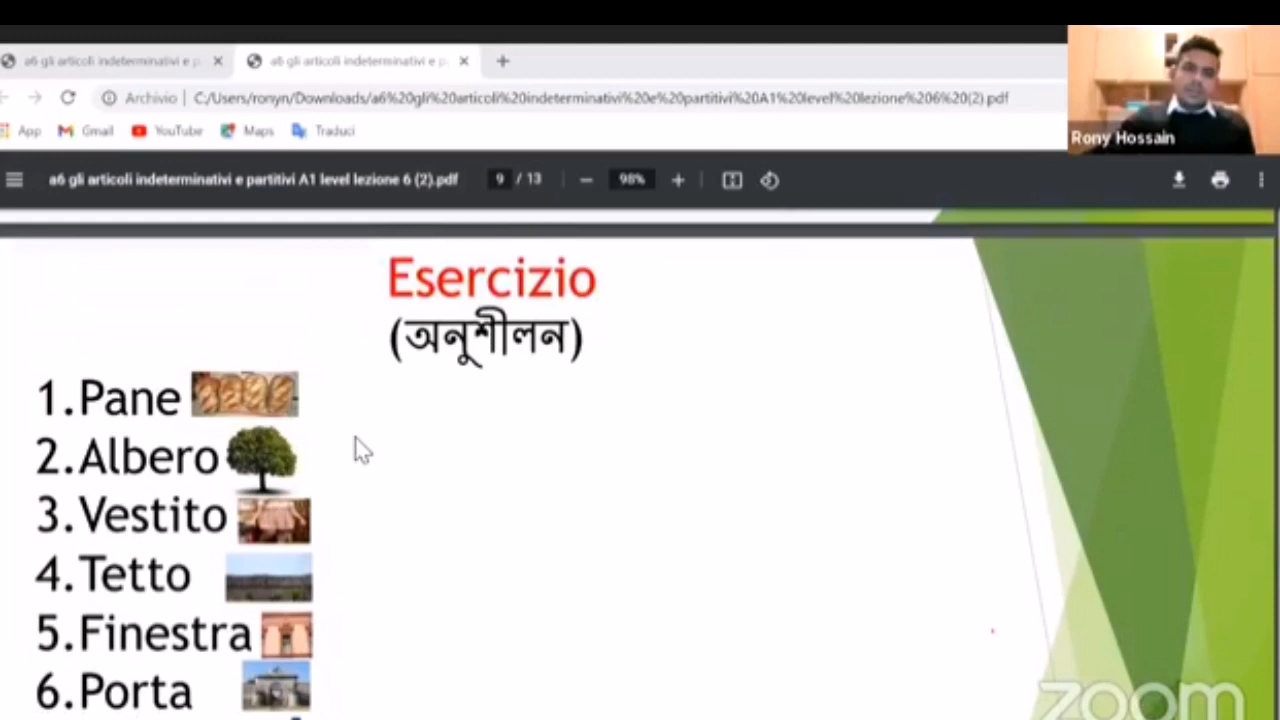 a6 gli articoli indeterminativi e p
a6 gli articoli indeterminativi e p
Archivio
C:/Users/ronyn/Downloads/a6%20gli%20articoli%20indeterminativi%20e%20partitivi%20A1%20level%20lezione%206%20(2).pdf
App Gmail YouTube Maps Traduci
Rony Hossain
a6 gli articoli indeterminativi e partitivi A1 level lezione 6 (2).pdf 9 / 13 98%
Esercizio
(অনুশীলন)
1.Pane
2.Albero
3.Vestito
4.Tetto
5.Finestra
6.Porta
zoom